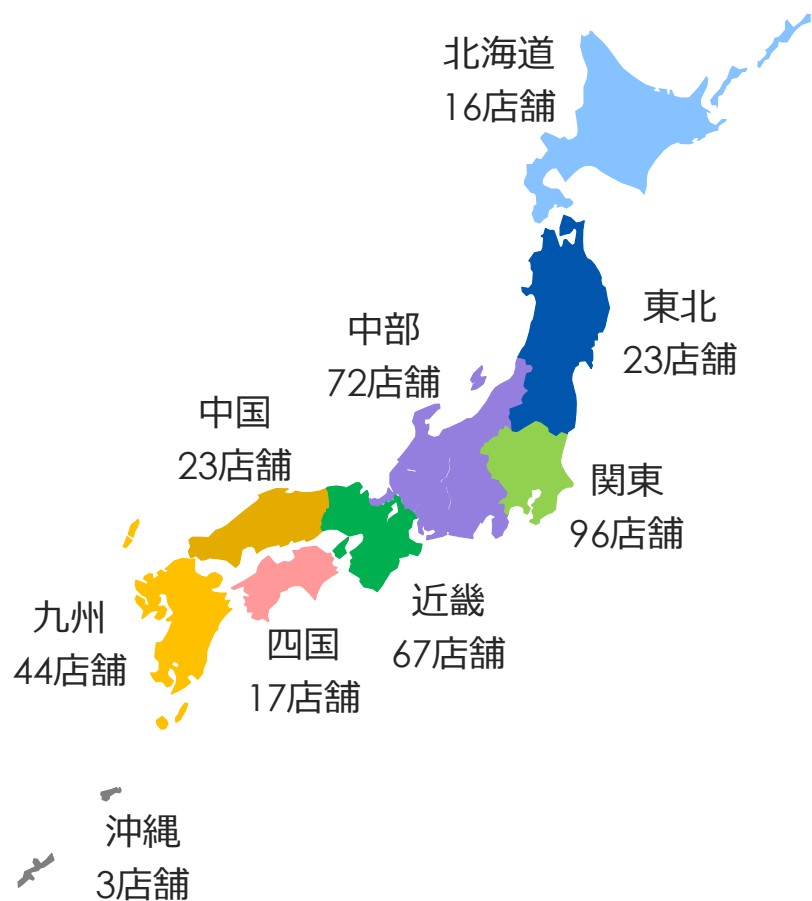 北海道
16店舗
東北
23店舗
中部
72店舗
中国
23店舗
関東
96店舗
近畿
67店舗
九州
44店舗
四国
17店舗
沖縄
3店舗